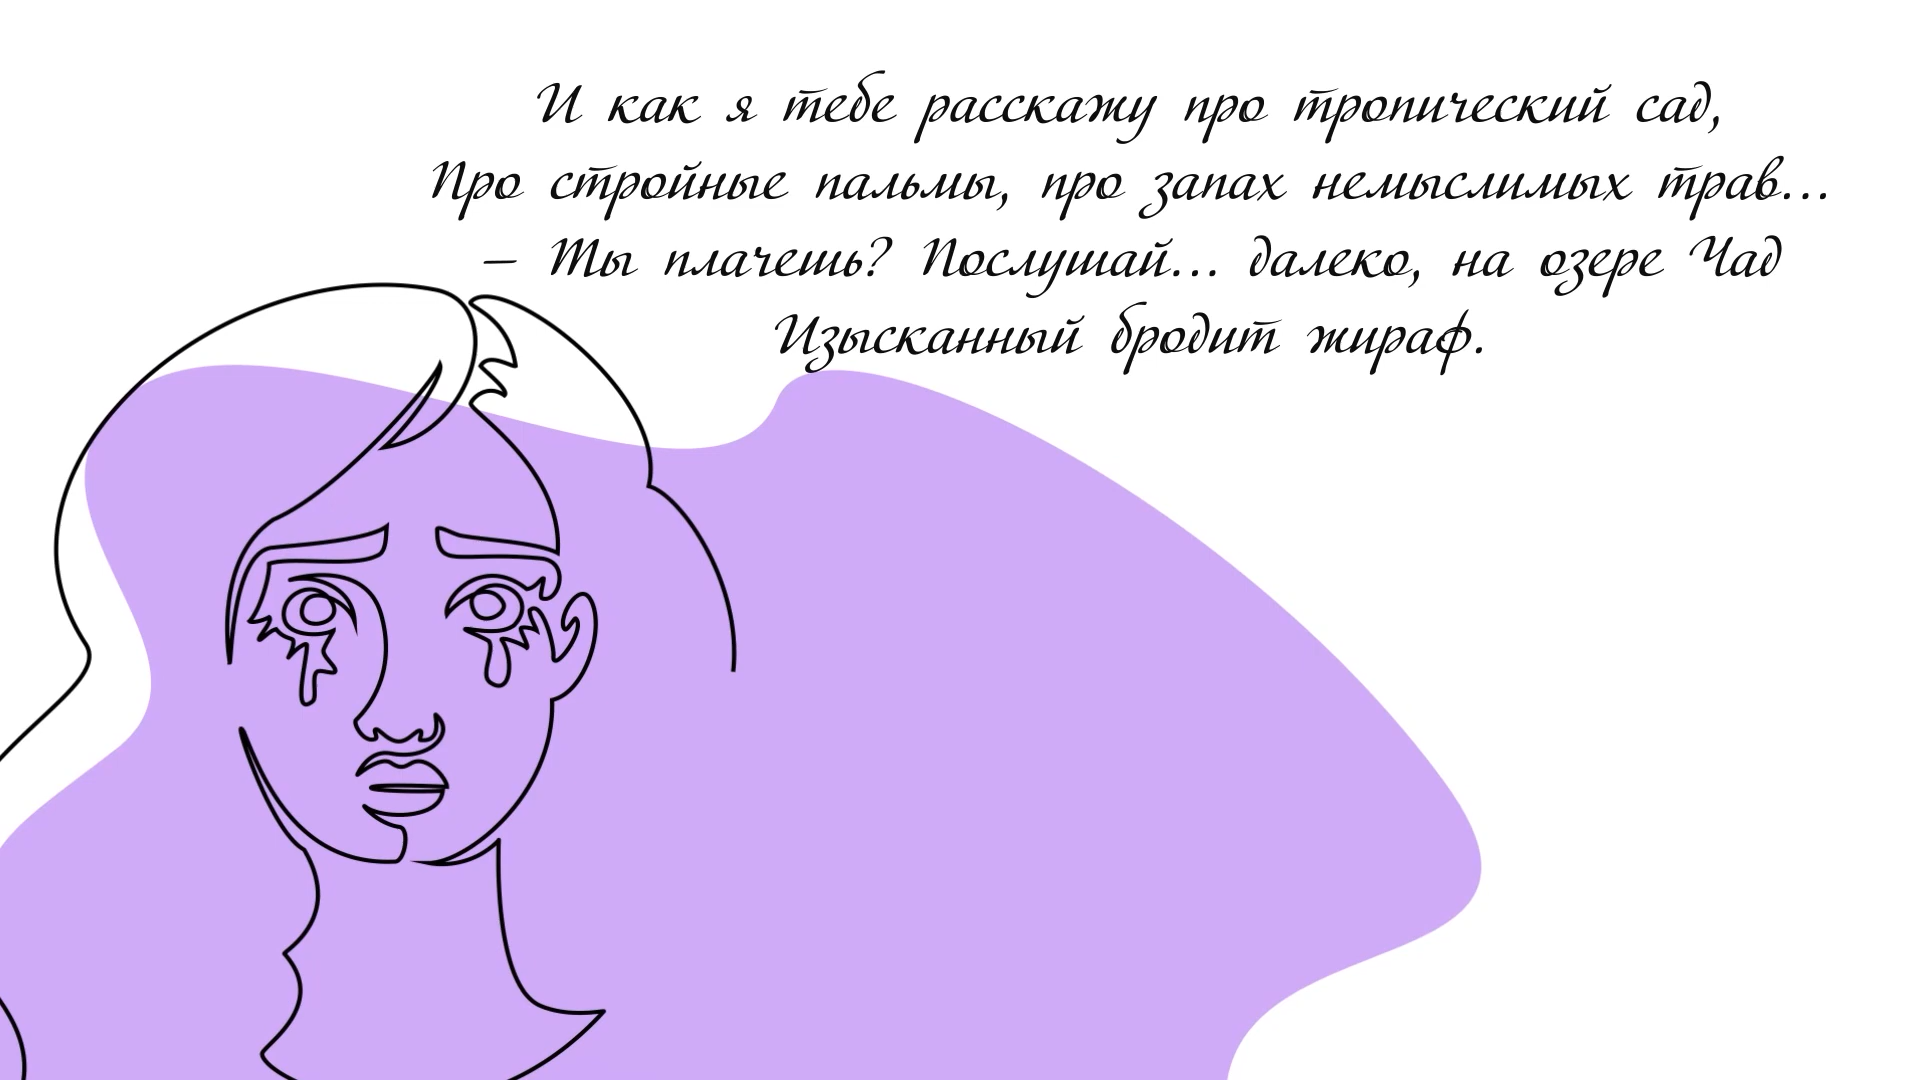 И как я тебе расскажу про тропический сад,
Про стройные пальмы, про запах немыслимых трав...
– Ты плачешь? Послушай... далеко, на озере Чад
Изысканный бродит жираф.